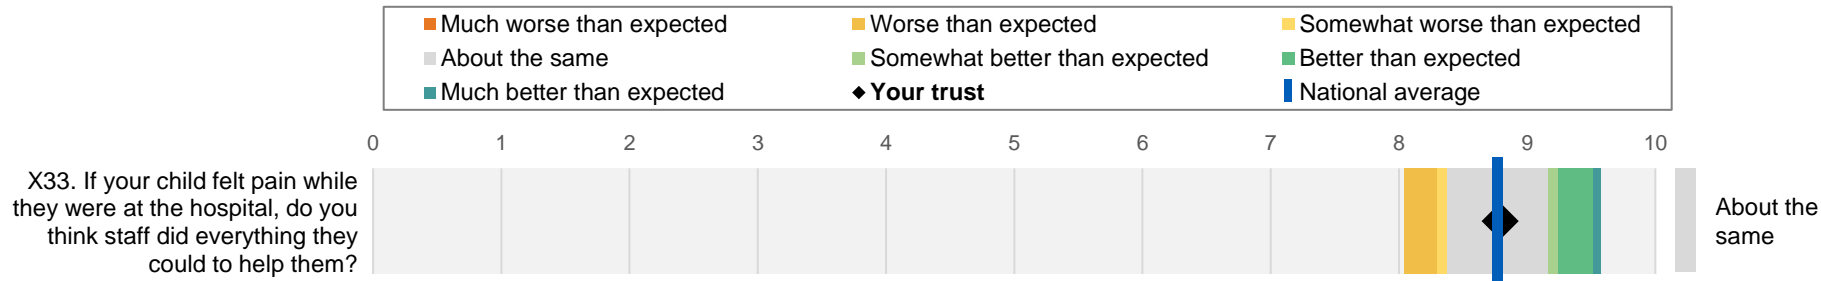 Much worse than expected
Worse than expected
Somewhat worse than expected
About the same
Somewhat better than expected
Better than expected
Much better than expected
Your trust
National average
0 1 2 3 4 5 6 7 8 9 10
X33. If your child felt pain while
they were at the hospital, do you
think staff did everything they
could to help them?
About the
same